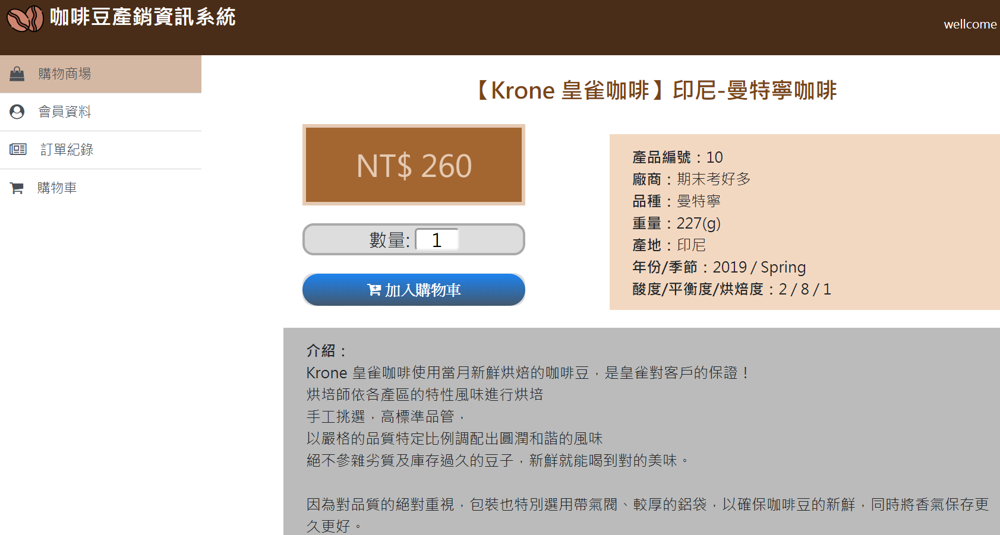 咖啡豆產銷資訊系統
wellcome
購物商場
會員資料
訂單紀錄
購物車
【Krone 皇雀咖啡】印尼-曼特寧咖啡
NT$ 260
數量: 1
加入購物車
產品編號：10
廠商：期末考好多
品種：曼特寧
重量：227(g)
產地：印尼
年份/季節：2019 / Spring
酸度/平衡度/烘焙度：2 / 8 / 1
介紹：
Krone 皇雀咖啡使用當月新鮮烘焙的咖啡豆，是皇雀對客戶的保證！
烘培師依各產區的特性風味進行烘培
手工挑選，高標準品管，
以嚴格的品質特定比例調配出圓潤和諧的風味
絕不參雜劣質及庫存過久的豆子，新鮮就能喝到對的美味。
因為對品質的絕對重視，包裝也特別選用帶氣閥、較厚的鋁袋，以確保咖啡豆的新鮮，同時將香氣保存更
久更好。